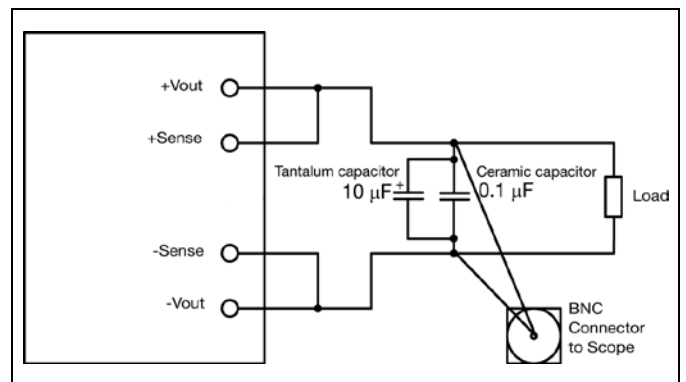 +Vout
+Sense
Tantalum capacitor
10 µF
+
Ceramic capacitor
0.1 µF
Load
-Sense
-Vout
BNC
Connector
to Scope